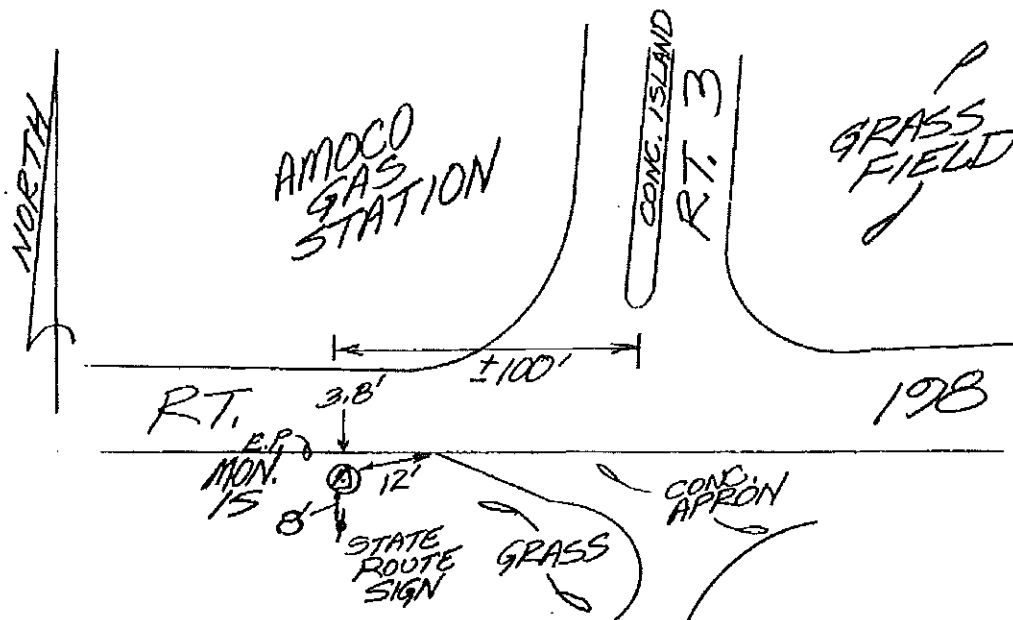 NORTH
AMOCO
GAS
STATION
CONC. ISLAND
RT. 3
GRASS
FIELD
±100'
RT.
3.8'
198
E.P.
MON.
15
12'
8'
STATE
ROUTE
SIGN
GRASS
CONC.
APRON